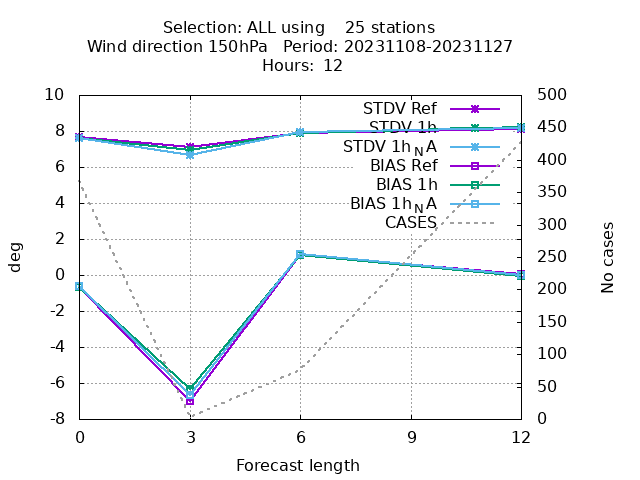 Selection: ALL using    25 stations
Wind direction 150hPa   Period: 20231108-20231127
Hours:  12
10
8
6
4
2
0
-2
-4
-6
-8
500
450
400
350
300
250
200
150
100
50
0
STDV Ref
STDV 1h
STDV 1h_N A
BIAS Ref
BIAS 1h
BIAS 1h_N A
CASES
deg
No cases
0 3 6 9 12
Forecast length